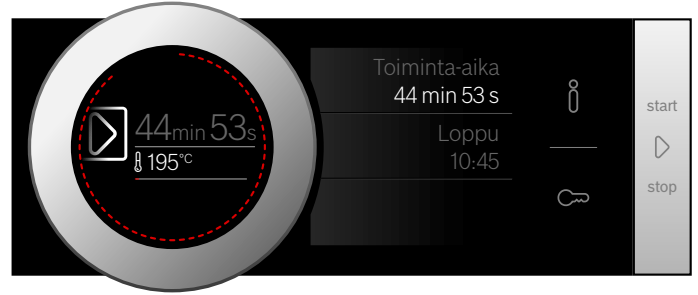 44min 53s
195°C
Toiminta-aika
44 min 53 s
Loppu
10:45
start
stop